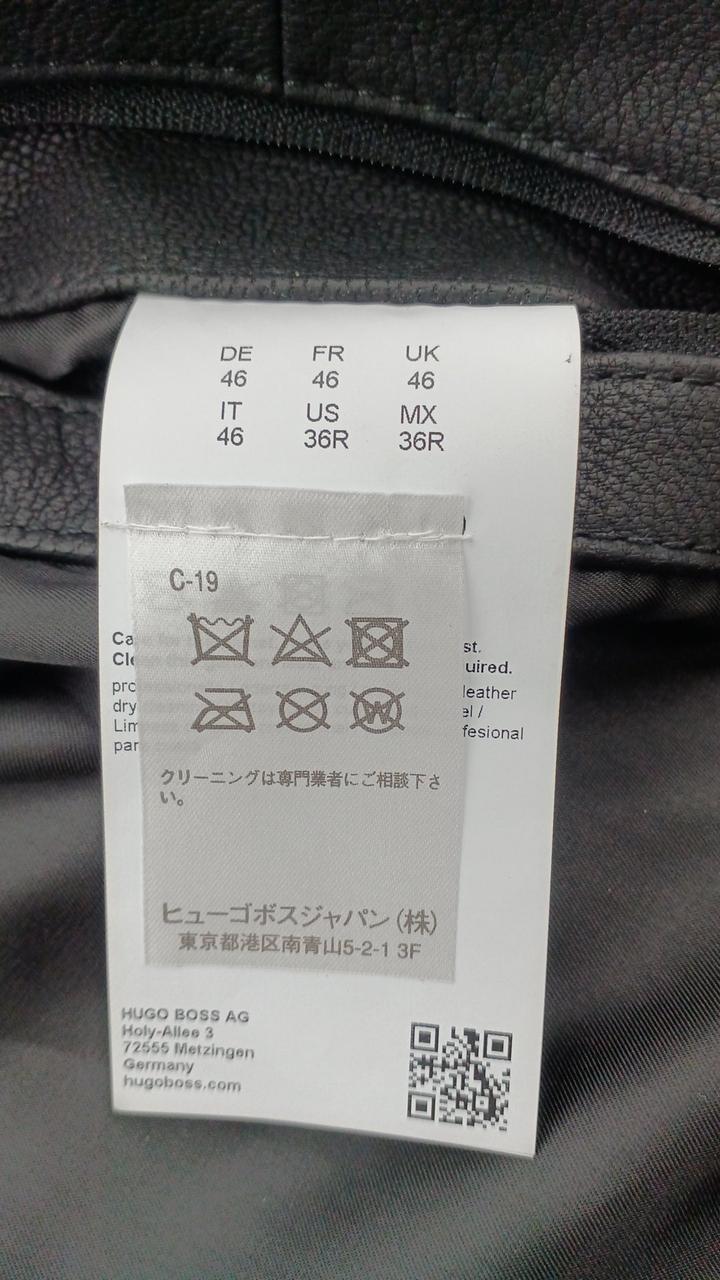 DE FR UK
46 46 46
IT US MX
46 36R 36R
C-19
st.
uired.
leather
dry
Lim
fesional
par
クリーニングは専門業者にご相談下さ
い。
ヒューゴボスジャパン(株)
東京都港区南青山5-2-1 3F
HUGO BOSS AG
Holy-Allee 3
72555 Metzingen
Germany
hugoboss.com